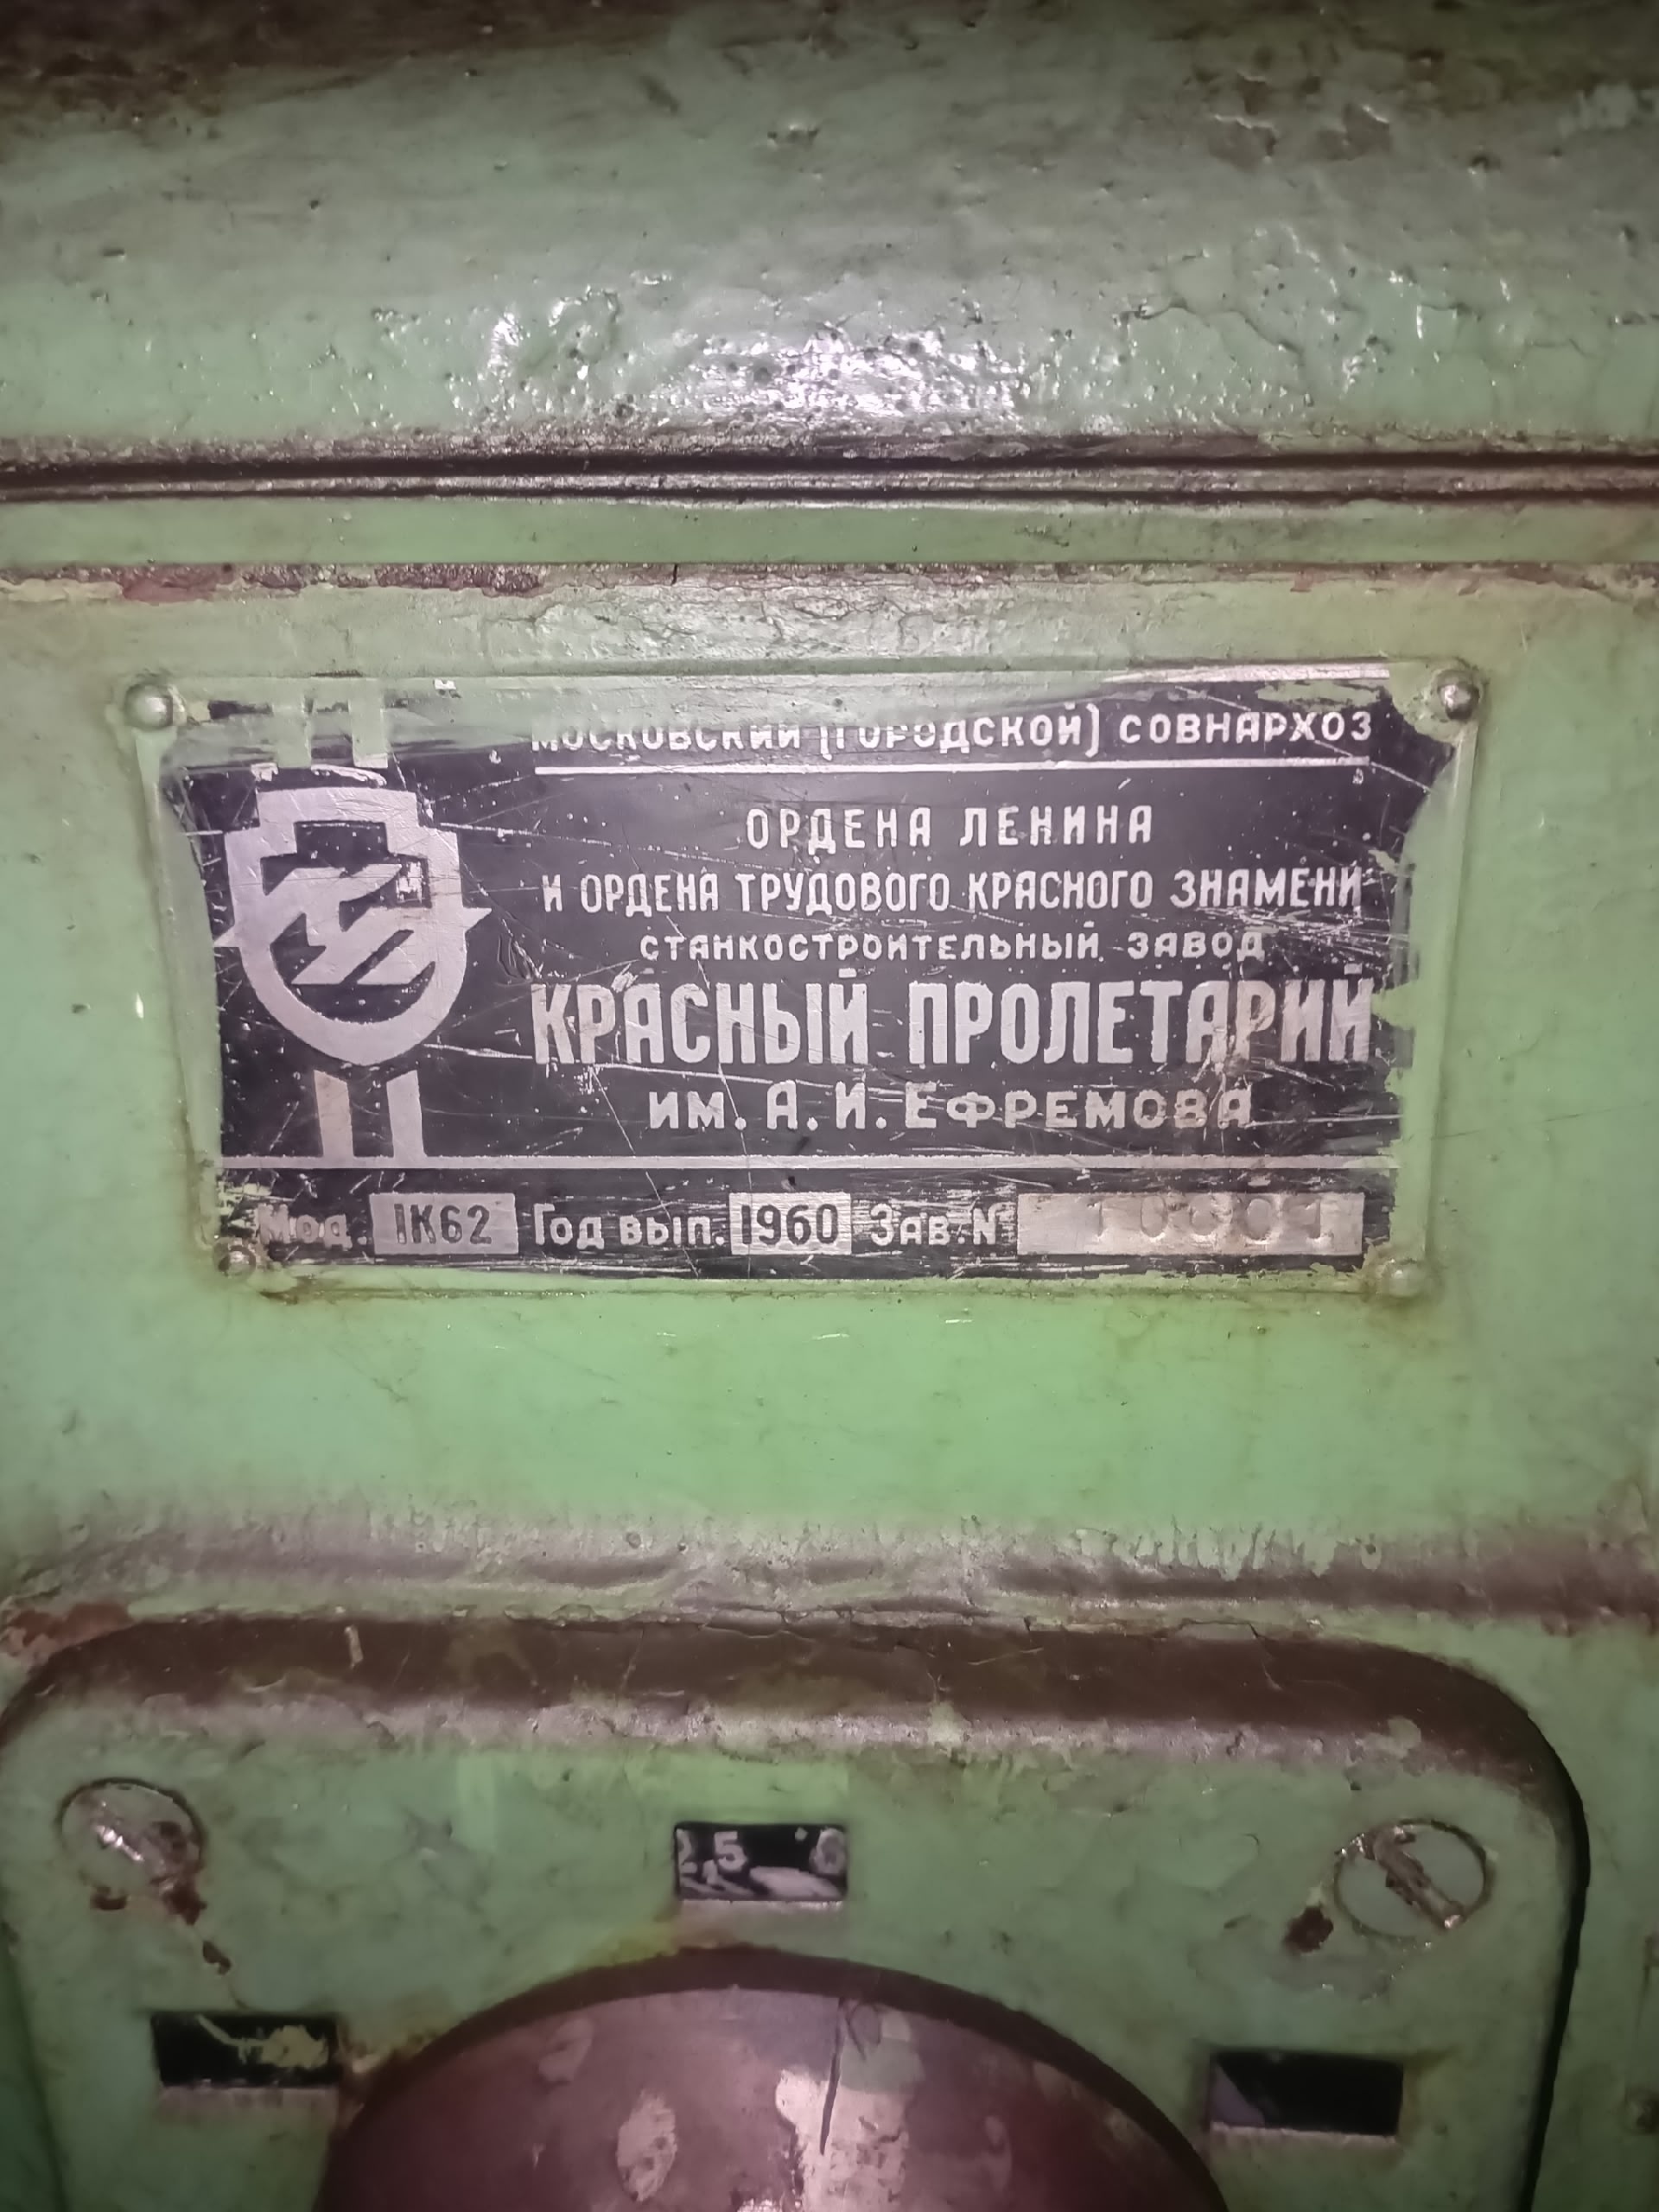 МОСКОВСКИЙ (ГОРОДСКОЙ) СОВНАРХОЗ
ОРДЕНА ЛЕНИНА
И ОРДЕНА ТРУДОВОГО КРАСНОГО ЗНАМЕНИ
СТАНКОСТРОИТЕЛЬНЫЙ ЗАВОД
КРАСНЫЙ ПРОЛЕТАРИЙ
ИМ. А. И. ЕФРЕМОВА
Мод. 1К62 Год вып. 1960 Зав. №